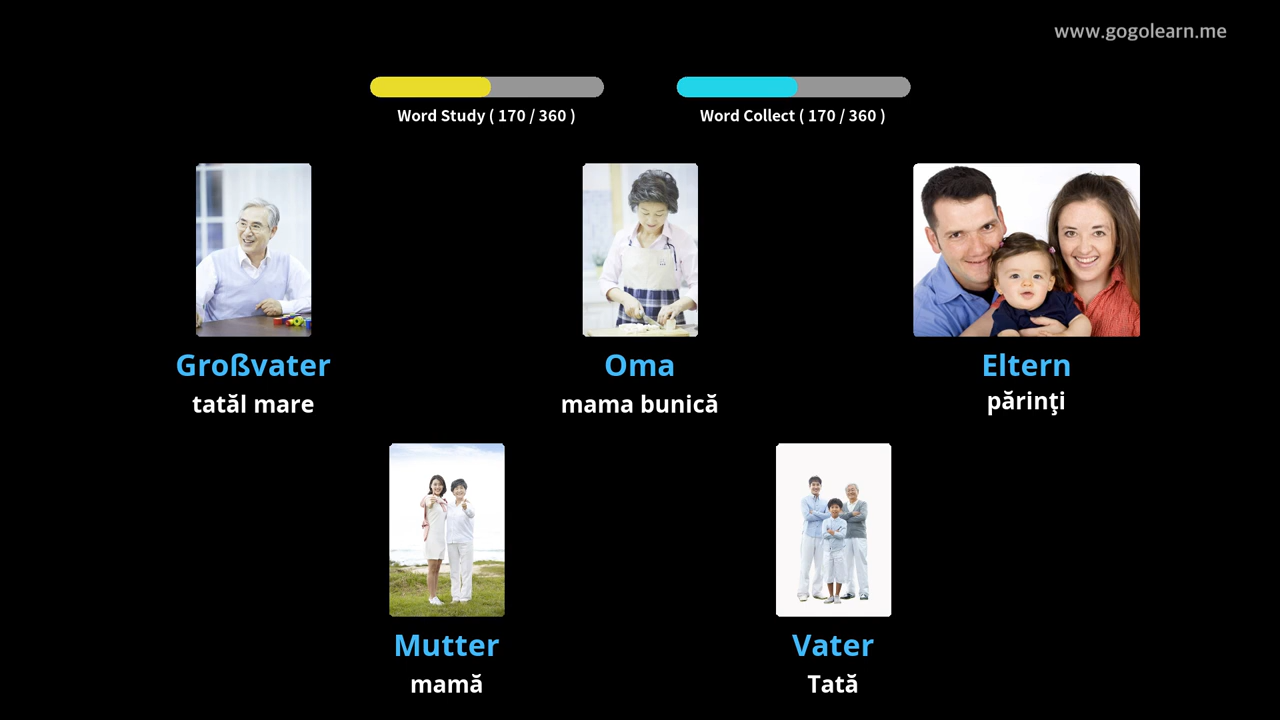 www.gogolearn.me
Word Study ( 170 / 360 )
Word Collect ( 170 / 360 )
Großvater
tatăl mare
Oma
mama bunică
Eltern
părinţi
Mutter
mamă
Vater
Tată